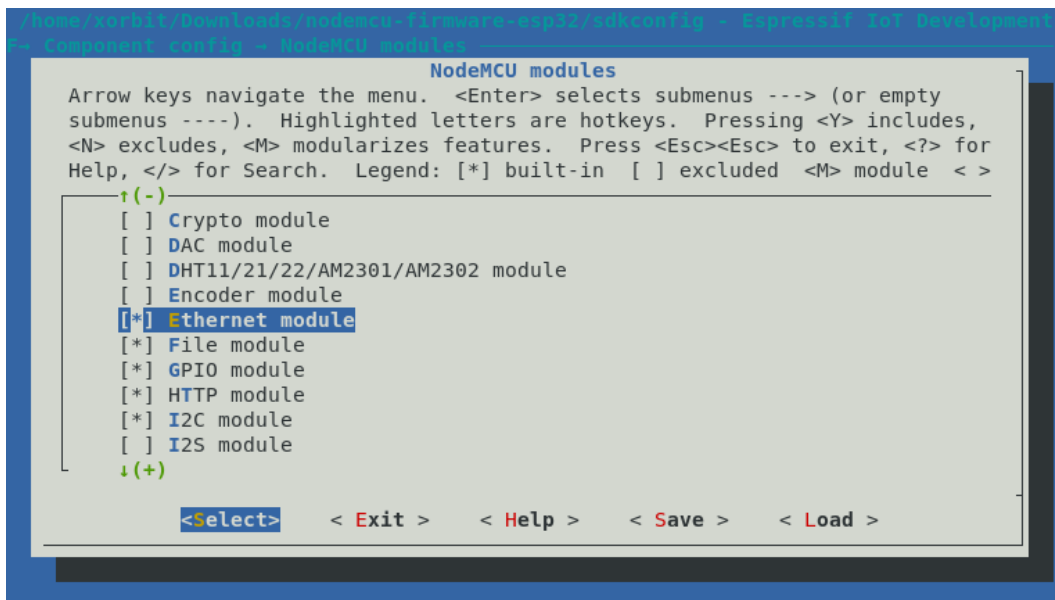 /home/xorbit/Downloads/nodemcu-firmware-esp32/sdkconfig - Espressif IoT Development
F→ Component config → NodeMCU modules
NodeMCU modules
Arrow keys navigate the menu.  <Enter> selects submenus ---> (or empty
submenus ----).  Highlighted letters are hotkeys.  Pressing <Y> includes,
<N> excludes, <M> modularizes features.  Press <Esc><Esc> to exit, <?> for
Help, </> for Search.  Legend: [*] built-in  [ ] excluded  <M> module  < >
↑(-)
[ ] Crypto module
[ ] DAC module
[ ] DHT11/21/22/AM2301/AM2302 module
[ ] Encoder module
[*] Ethernet module
[*] File module
[*] GPIO module
[*] HTTP module
[*] I2C module
[ ] I2S module
↓(+)
<Select>    < Exit >    < Help >    < Save >    < Load >